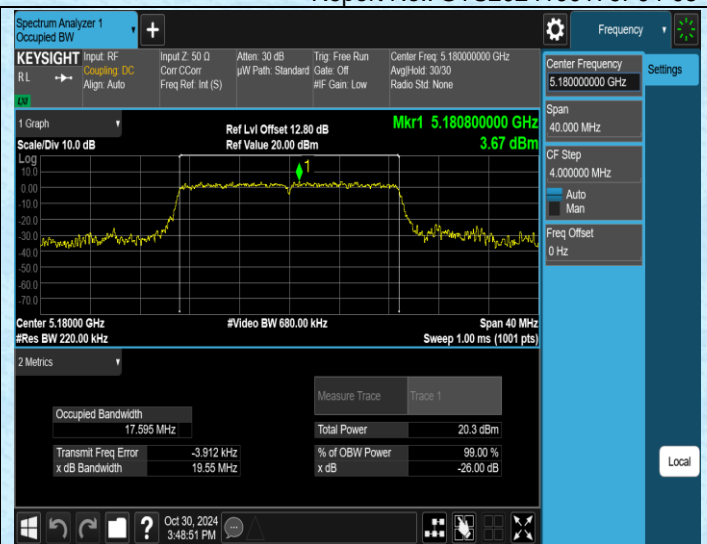 Spectrum Analyzer 1
Occupied BW
+
Frequency
KEYSIGHT
Input: RF
Coupling: DC
Align: Auto
Input Z: 50 Ω
Corr CCorr
Freq Ref: Int (S)
Atten: 30 dB
µW Path: Standard
Trig: Free Run
Gate: Off
#IF Gain: Low
Center Freq: 5.180000000 GHz
Avg|Hold: 30/30
Radio Std: None
R L
LXI
Center Frequency
5.180000000 GHz
Settings
Span
40.000 MHz
CF Step
4.000000 MHz
Auto
Man
Freq Offset
0 Hz
1 Graph
Scale/Div 10.0 dB
Ref Lvl Offset 12.80 dB
Ref Value 20.00 dBm
Mkr1 5.180800000 GHz
3.67 dBm
Log
1
10.0
0.00
-10.0
-20.0
-30.0
-40.0
-50.0
-60.0
-70.0
Center 5.18000 GHz
#Video BW 680.00 kHz
Span 40 MHz
#Res BW 220.00 kHz
Sweep 1.00 ms (1001 pts)
2 Metrics
Measure Trace
Trace 1
Occupied Bandwidth
17.595 MHz
Total Power
20.3 dBm
Transmit Freq Error
-3.912 kHz
% of OBW Power
99.00 %
x dB Bandwidth
19.55 MHz
x dB
-26.00 dB
Local
?
Oct 30, 2024
3:48:51 PM